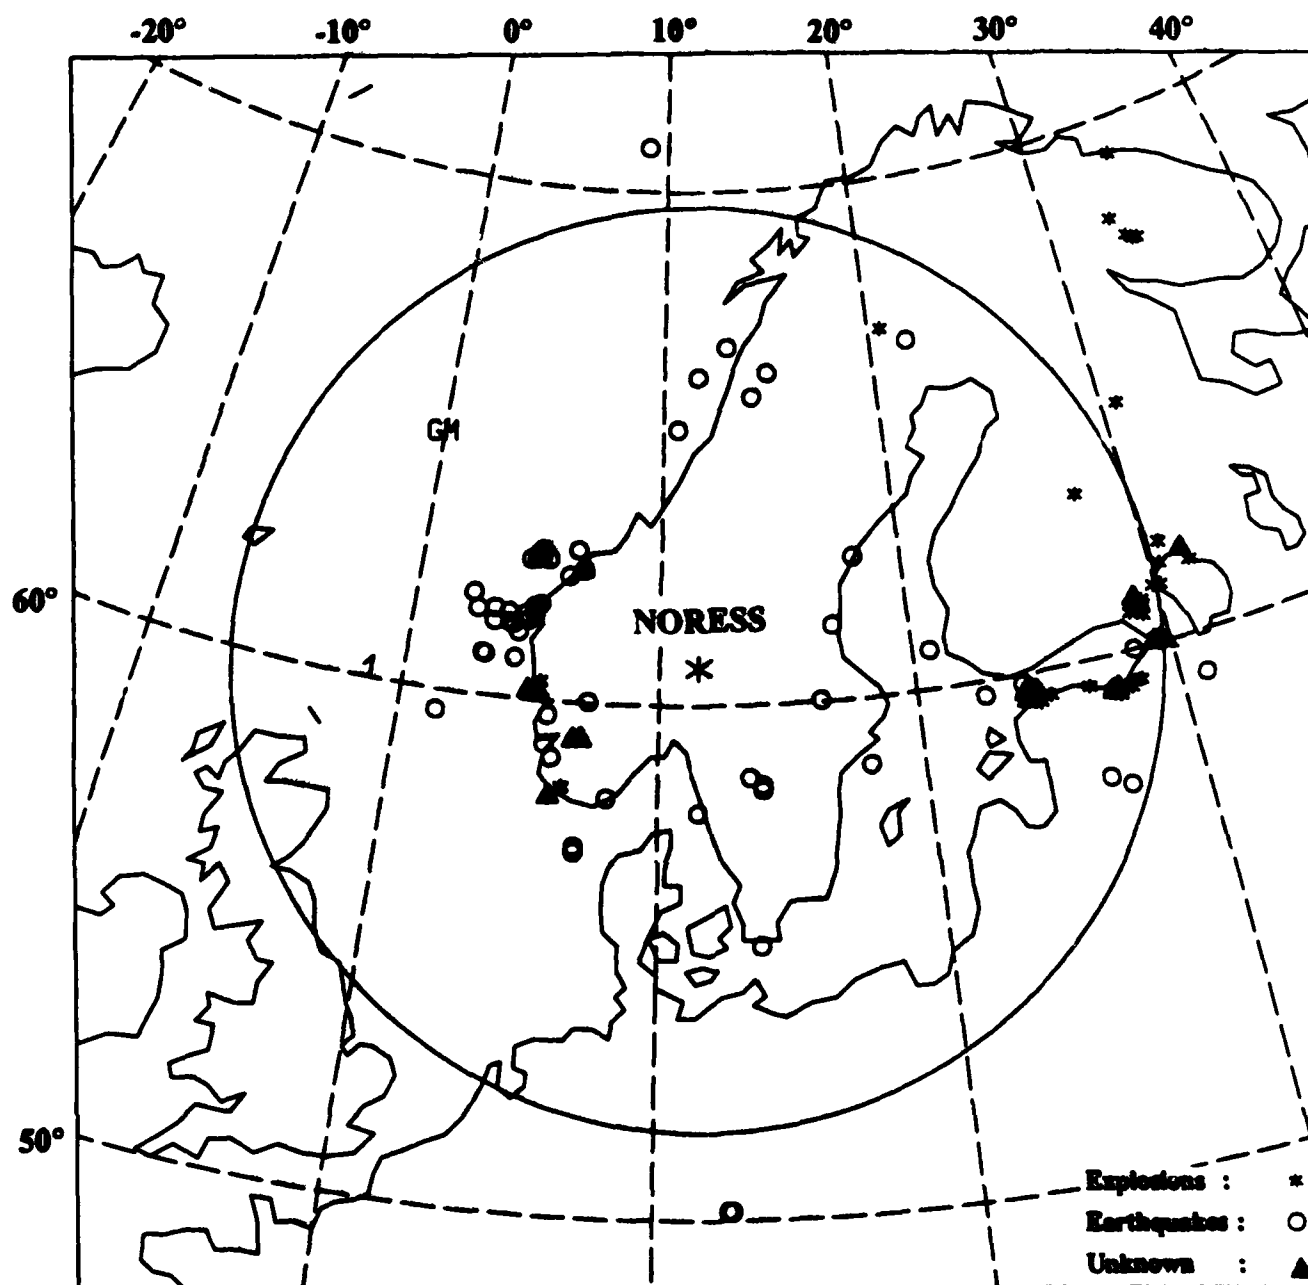 -20° -10° 0° 10° 20° 30° 40°
GM
60°
NORESS
1
50°
Explosions : *
Earthquakes : O
Unknown : ▲